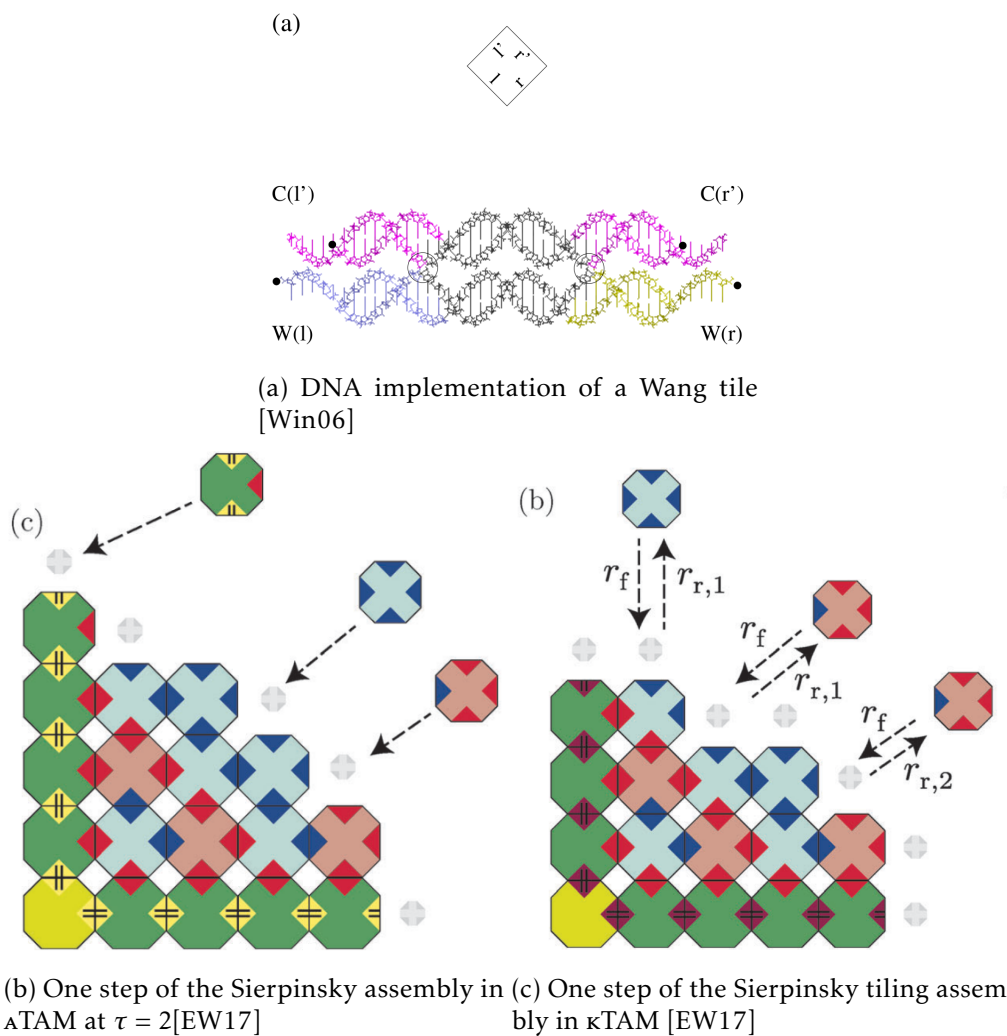 (a)
l' r'
l r
C(l') C(r')
W(l) W(r)
(a) DNA implementation of a Wang tile
[Win06]
(c)
(b)
r_f r_r,1
r_f
r_r,1
r_f
r_r,2
(b) One step of the Sierpinsky assembly in
ATAM at τ = 2[EW17]
(c) One step of the Sierpinsky tiling assem
bly in KTAM [EW17]